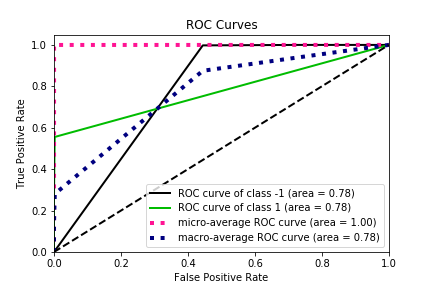 ROC Curves
True Positive Rate
1.0
0.8
0.6
0.4
0.2
0.0
ROC curve of class -1 (area = 0.78)
ROC curve of class 1 (area = 0.78)
micro-average ROC curve (area = 1.00)
macro-average ROC curve (area = 0.78)
0.0 0.2 0.4 0.6 0.8 1.0
False Positive Rate